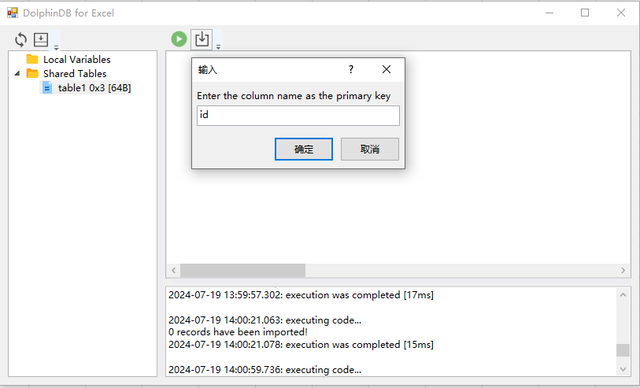 DolphinDB for Excel
Local Variables
Shared Tables
table1 0x3 [64B]
输入
?
Enter the column name as the primary key
id
确定
取消
2024-07-19 13:59:57.302: execution was completed [17ms]
2024-07-19 14:00:21.063: executing code...
0 records have been imported!
2024-07-19 14:00:21.078: execution was completed [15ms]
2024-07-19 14:00:59.736: executing code...